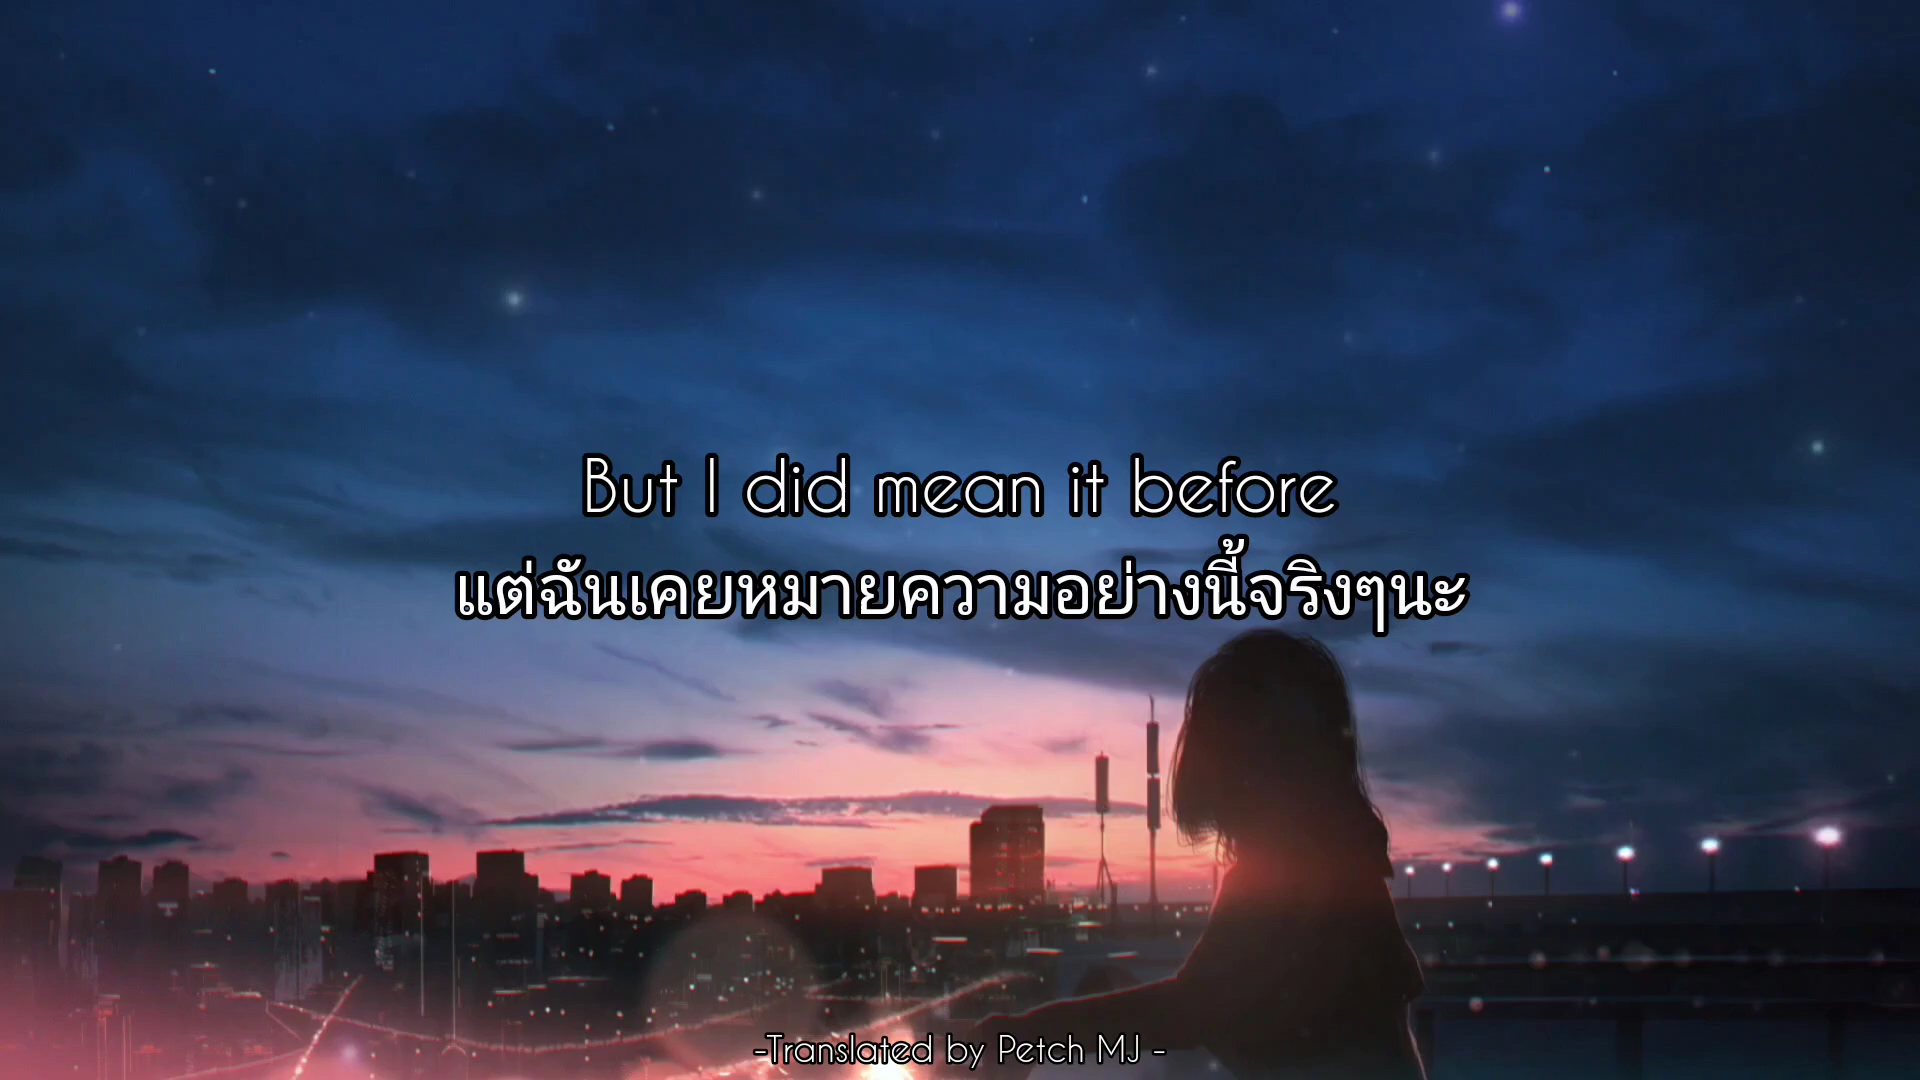 But I did mean it before
แต่ฉันเคยหมายความอย่างนี้จริงๆนะ
-Translated by Petch MJ -